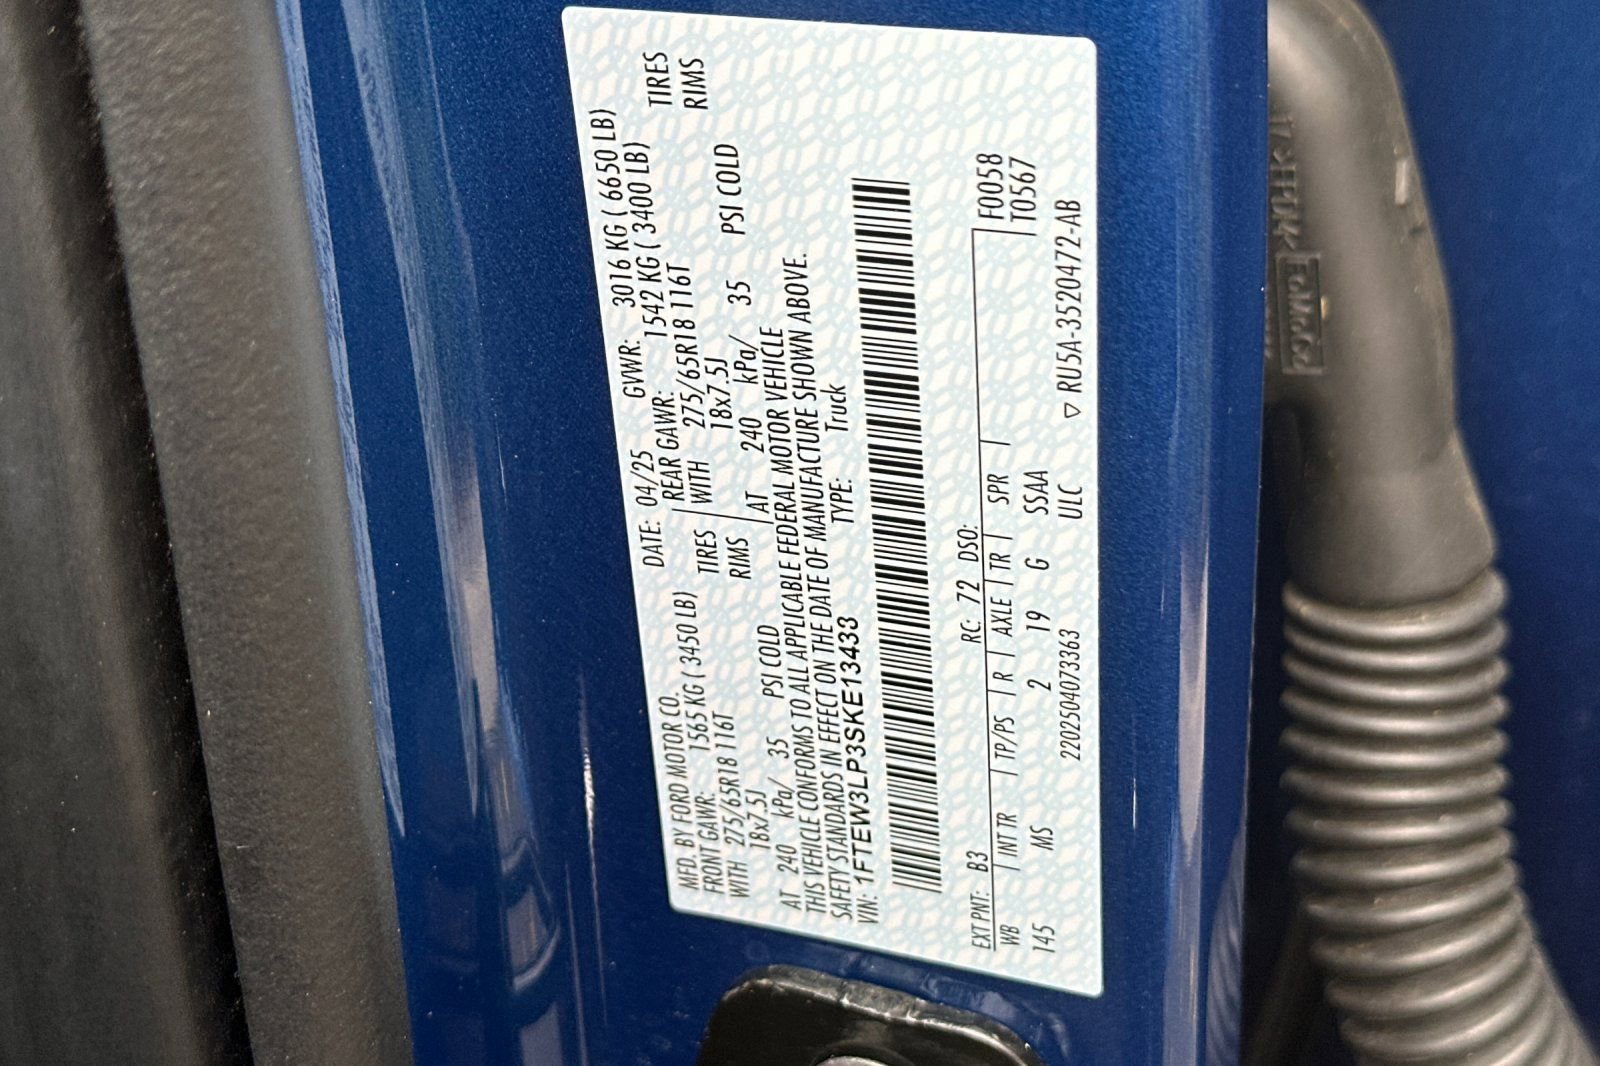 MFD. BY FORD MOTOR CO.
DATE: 04/25 GVWR: 3016 KG ( 6650 LB)
FRONT GAWR: 1565 KG ( 3450 LB) REAR GAWR: 1542 KG ( 3400 LB)
WITH 275/65R18 116T TIRES WITH 275/65R18 116T TIRES
18x7.5J RIMS 18x7.5J RIMS
AT 240 kPa/ 35 PSI COLD AT 240 kPa/ 35 PSI COLD
THIS VEHICLE CONFORMS TO ALL APPLICABLE FEDERAL MOTOR VEHICLE
SAFETY STANDARDS IN EFFECT ON THE DATE OF MANUFACTURE SHOWN ABOVE.
VIN: 1FTEW3LP3SKE13433 TYPE: Truck
EXT PNT: B3 RC: 72 DSO: F0058
WB INT TR TP/PS R AXLE TR SPR T0567
145 MS 2 19 G SSAA
2202504073363 ULC ▽ RU5A-3520472-AB
FoMoCo